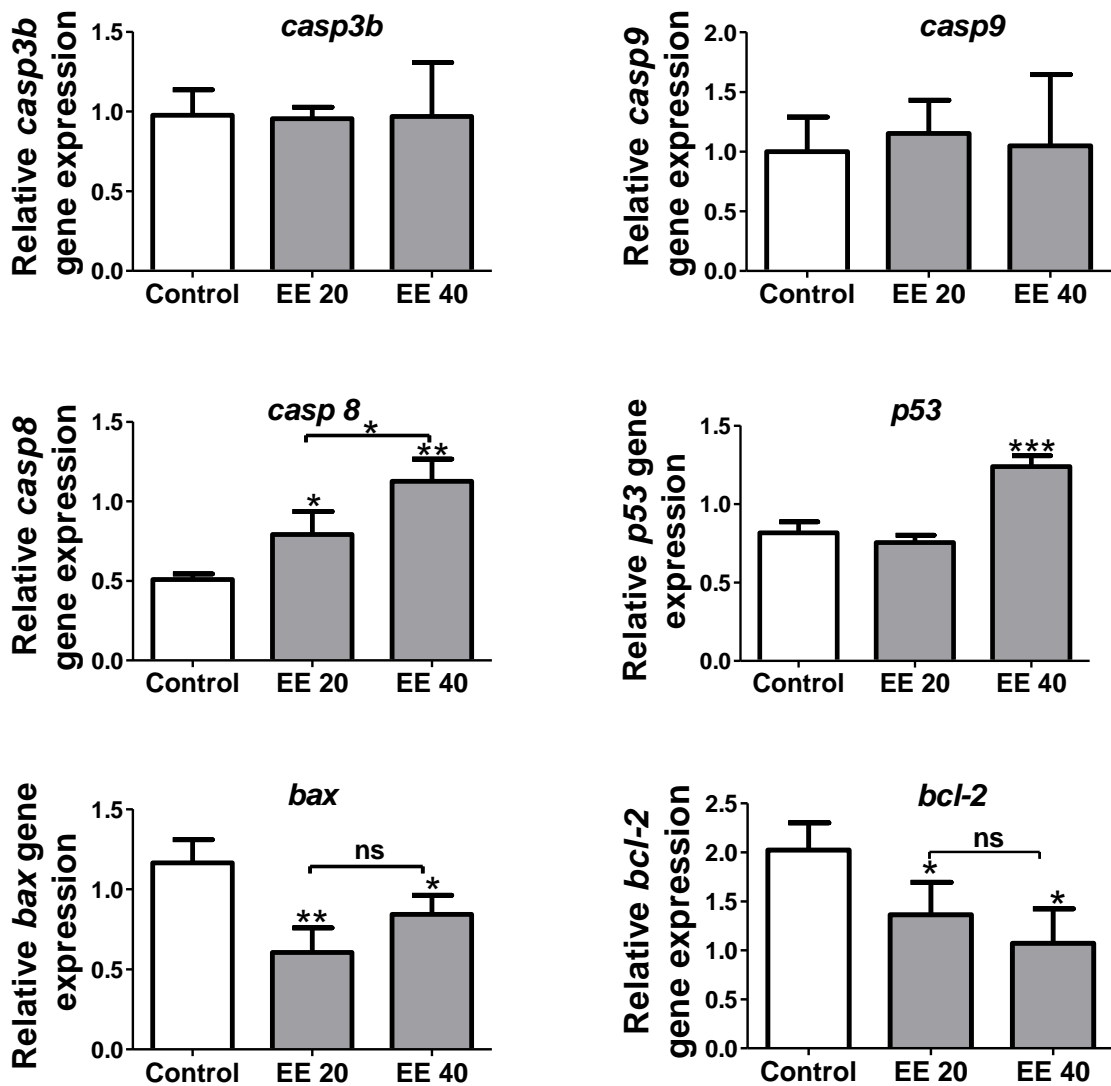 casp3b
Relative casp3b
gene expression
1.5
1.0
0.5
0.0
Control EE 20 EE 40
casp9
Relative casp9
gene expression
2.0
1.5
1.0
0.5
0.0
Control EE 20 EE 40
casp 8
Relative casp8
gene expression
1.5
1.0
0.5
0.0
*
*
**
Control EE 20 EE 40
p53
Relative p53 gene
expression
1.5
1.0
0.5
0.0
***
Control EE 20 EE 40
bax
Relative bax gene
expression
1.5
1.0
0.5
0.0
ns
**
*
Control EE 20 EE 40
bcl-2
Relative bcl-2
gene expression
2.5
2.0
1.5
1.0
0.5
0.0
ns
*
*
Control EE 20 EE 40